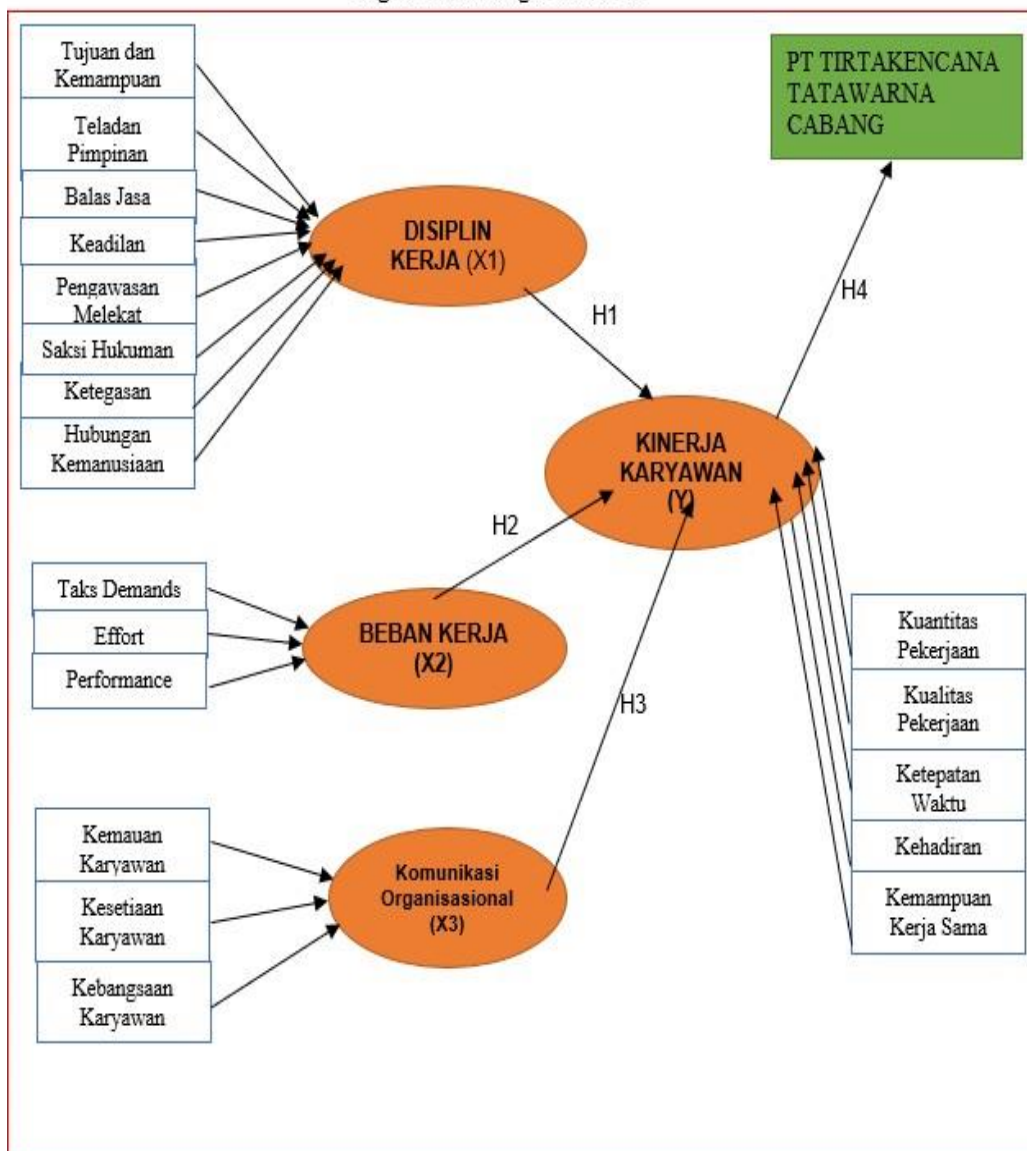 Tujuan dan
Kemampuan
Teladan
Pimpinan
Balas Jasa
Keadilan
Pengawasan
Melekat
Saksi Hukuman
Ketegasan
Hubungan
Kemanusiaan
PT TIRTAKENCANA
TATAWARNA
CABANG
DISIPLIN
KERJA (X1)
H1
H4
KINERJA
KARYAWAN
(Y)
H2
Taks Demands
Effort
Performance
BEBAN KERJA
(X2)
H3
Kuantitas
Pekerjaan
Kualitas
Pekerjaan
Ketepatan
Waktu
Kehadiran
Kemampuan
Kerja Sama
Kemauan
Karyawan
Kesetiaan
Karyawan
Kebangsaan
Karyawan
Komunikasi
Organisasional
(X3)